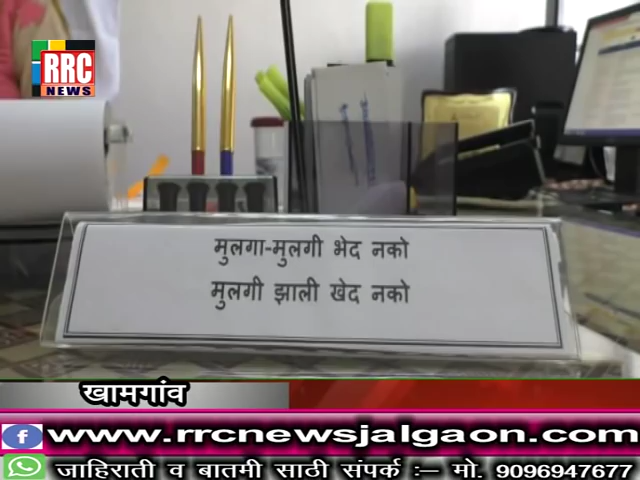 RRC
NEWS
मुलगा-मुलगी भेद नको
मुलगी झाली खेद नको
खामगांव
www.rrcnewsjalgaon.com
जाहिराती व बातमी साठी संपर्क :– मो. 9096947677